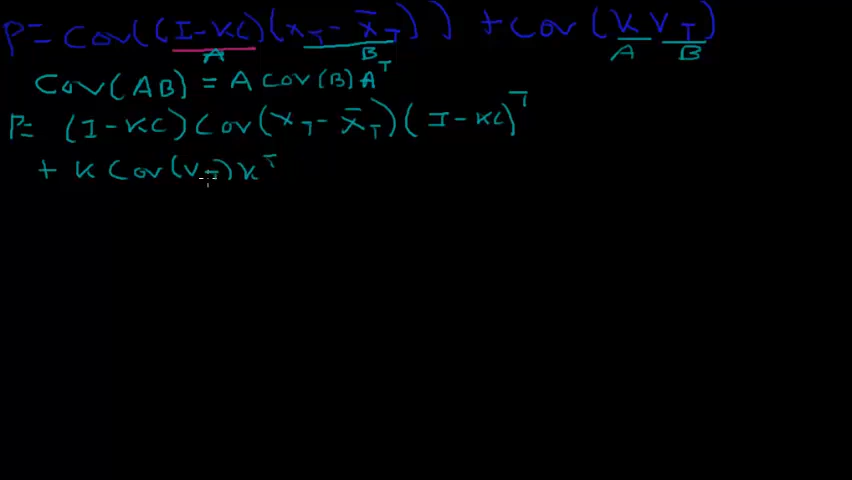 P= Cov((I-KC)(x_T - x̄_T)) + Cov(K V_T)
A B A B
Cov(AB) = A Cov(B) A^T
P= (I-KC) Cov(x_T - x̄_T)(I-KC)^T
+ K Cov(V_T) K^T